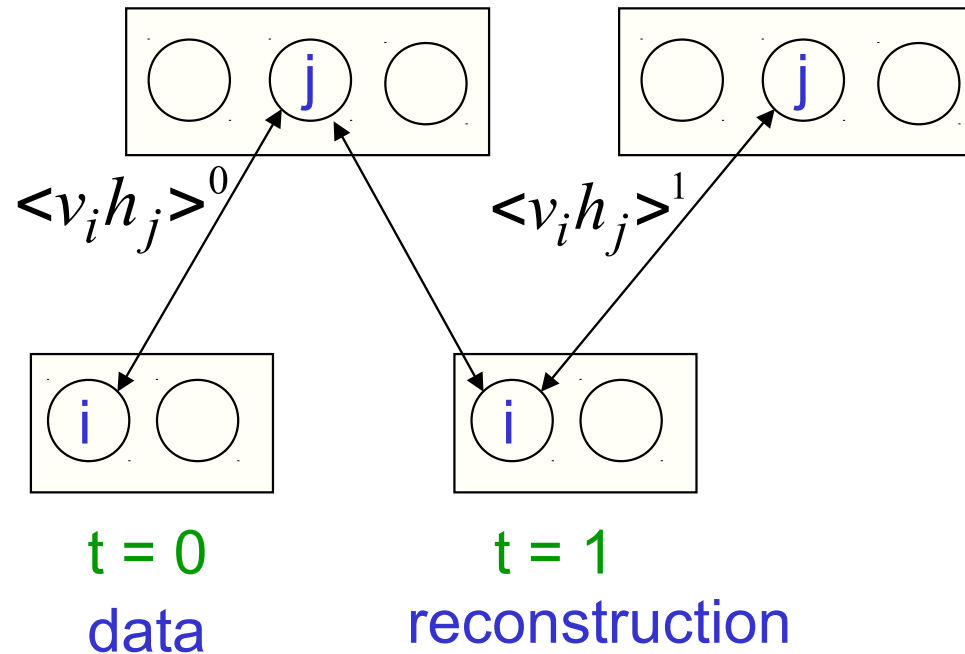 j j
<v_i h_j>^0 <v_i h_j>^1
i i
t = 0 t = 1
data reconstruction